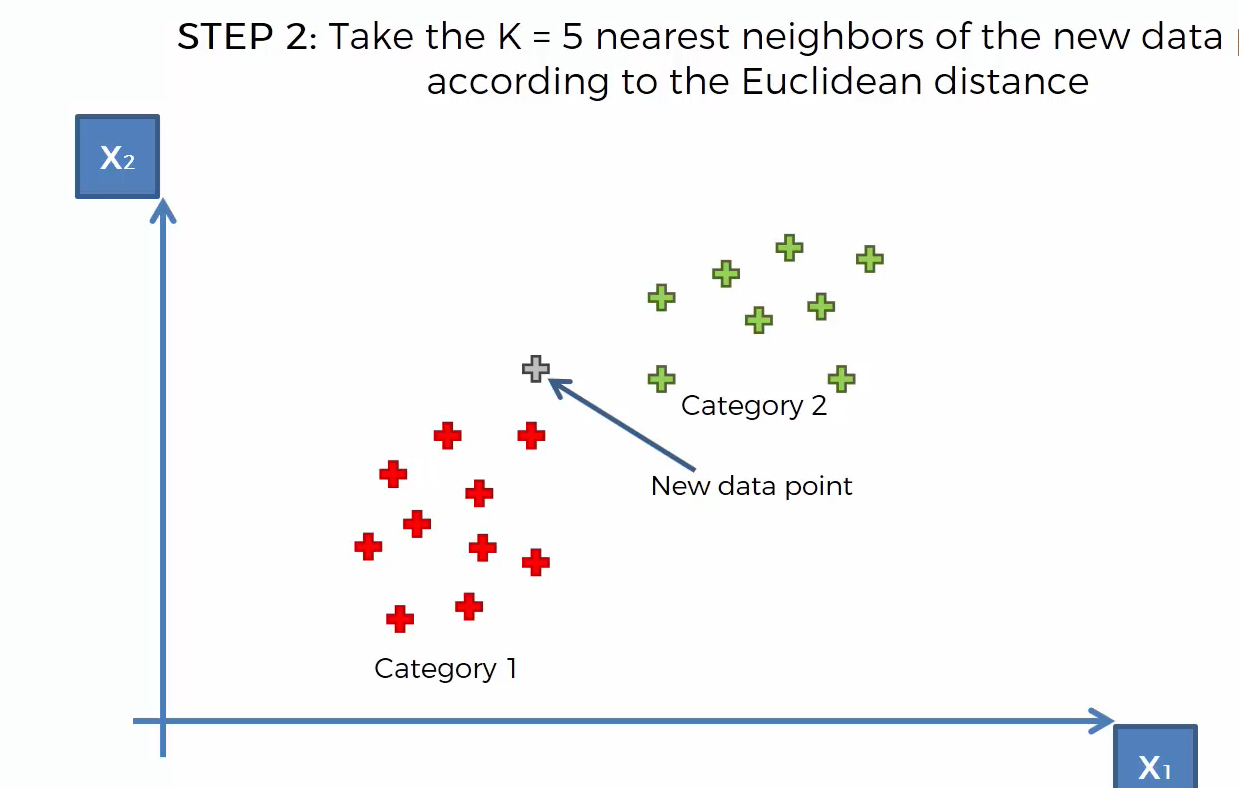 STEP 2: Take the K = 5 nearest neighbors of the new data
according to the Euclidean distance
X2
Category 2
New data point
Category 1
X1